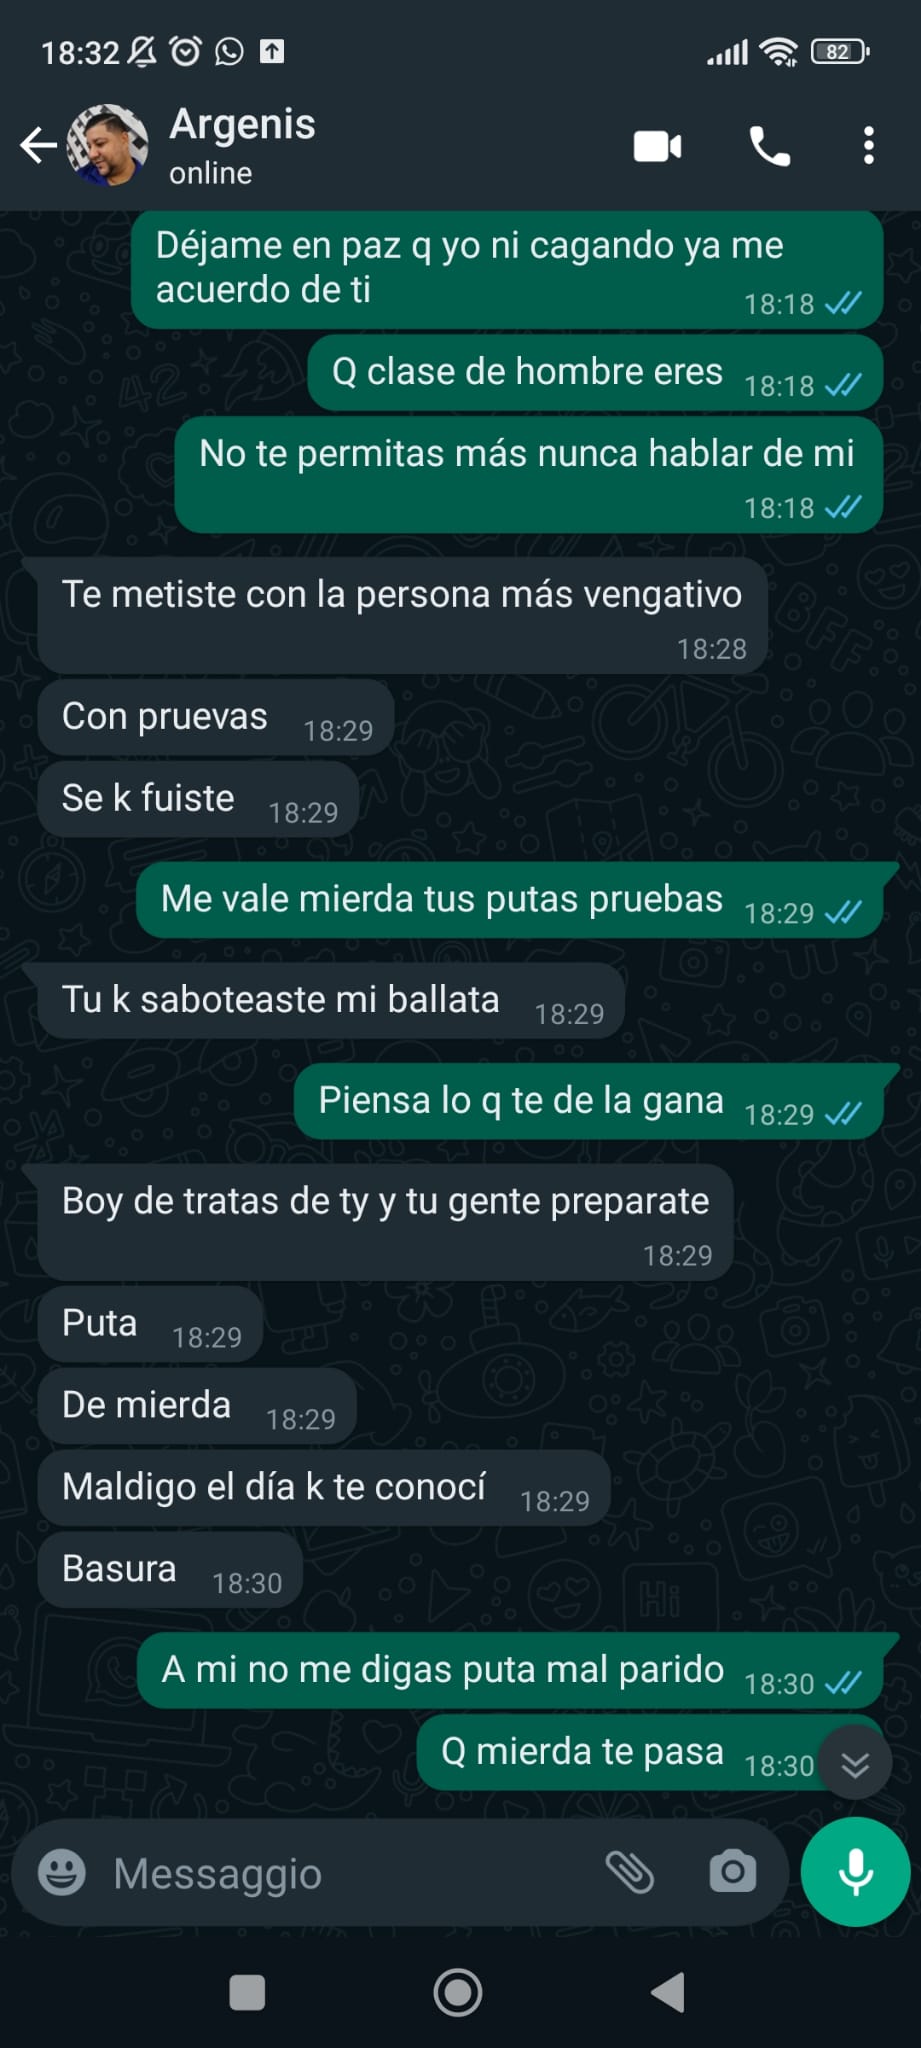 18:32
82
Argenis
online
Déjame en paz q yo ni cagando ya me
acuerdo de ti
18:18
Q clase de hombre eres 18:18
No te permitas más nunca hablar de mi
18:18
Te metiste con la persona más vengativo
18:28
Con pruevas 18:29
Se k fuiste 18:29
Me vale mierda tus putas pruebas 18:29
Tu k saboteaste mi ballata 18:29
Piensa lo q te de la gana 18:29
Boy de tratas de ty y tu gente preparate
18:29
Puta 18:29
De mierda 18:29
Maldigo el día k te conocí 18:29
Basura 18:30
A mi no me digas puta mal parido 18:30
Q mierda te pasa 18:30
Messaggio